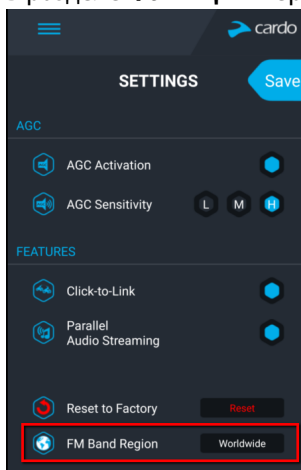 cardo
SETTINGS
Save
AGC
AGC Activation
AGC Sensitivity L M H
FEATURES
Click-to-Link
Parallel
Audio Streaming
Reset to Factory Reset
FM Band Region Worldwide